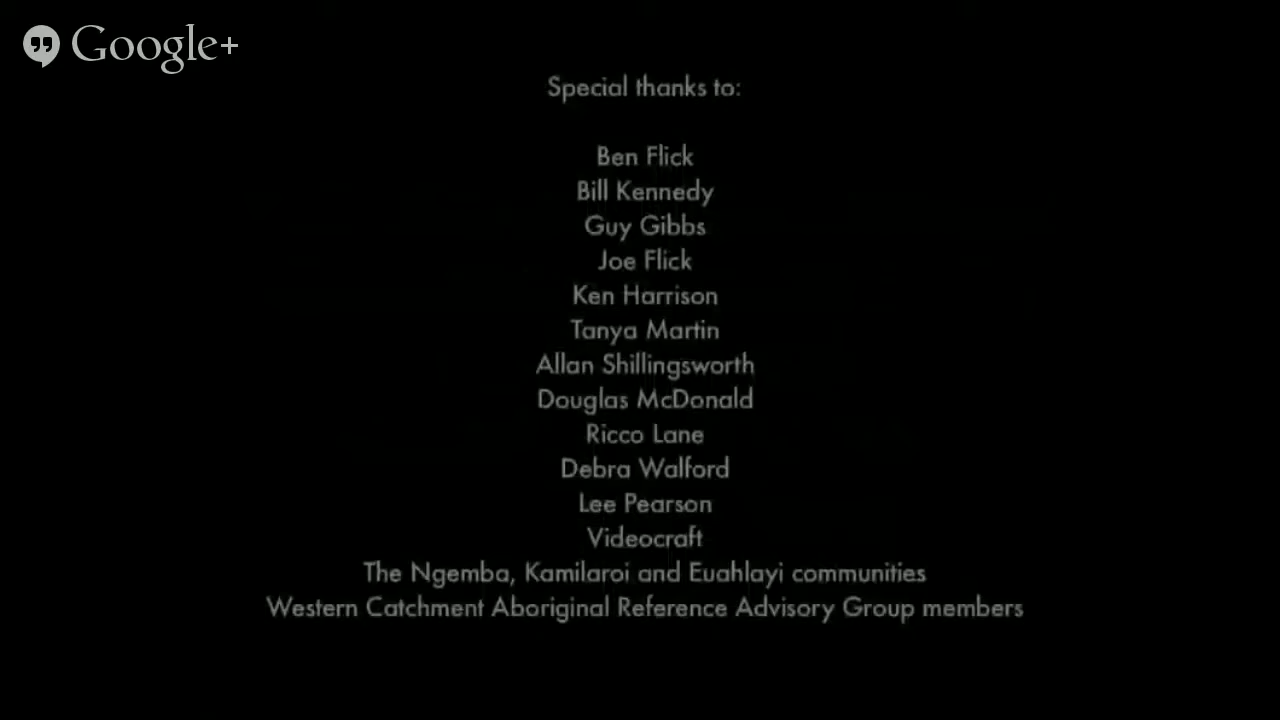 Google+
Special thanks to:
Ben Flick
Bill Kennedy
Guy Gibbs
Joe Flick
Ken Harrison
Tanya Martin
Allan Shillingsworth
Douglas McDonald
Ricco Lane
Debra Walford
Lee Pearson
Videocraft
The Ngemba, Kamilaroi and Euahlayi communities
Western Catchment Aboriginal Reference Advisory Group members